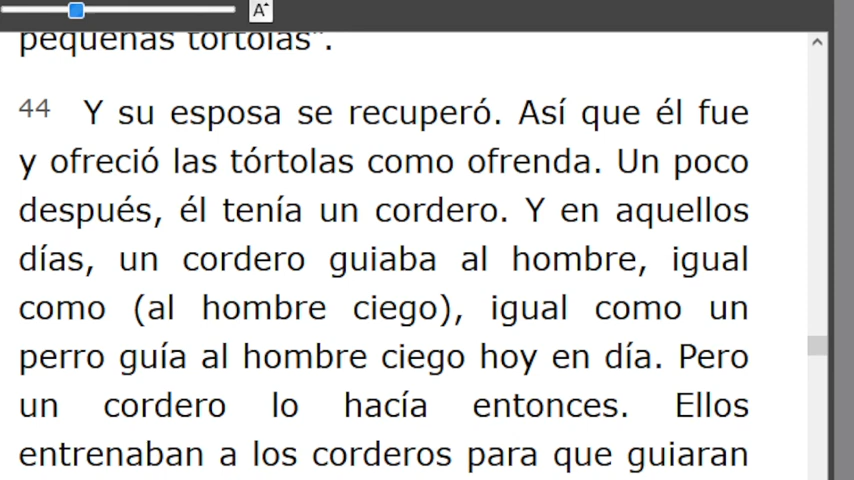 A
pequeñas tórtolas".
44 Y su esposa se recuperó. Así que él fue
y ofreció las tórtolas como ofrenda. Un poco
después, él tenía un cordero. Y en aquellos
días, un cordero guiaba al hombre, igual
como (al hombre ciego), igual como un
perro guía al hombre ciego hoy en día. Pero
un cordero lo hacía entonces. Ellos
entrenaban a los corderos para que guiaran